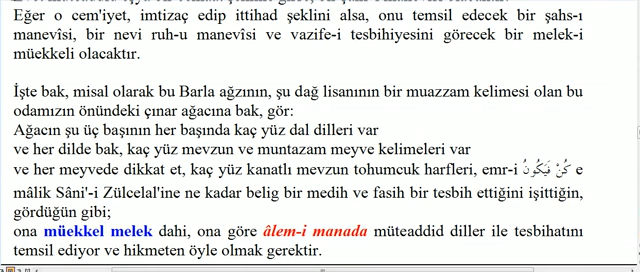 Eğer o cem'iyet, imtizaç edip ittihad şeklini alsa, onu temsil edecek bir şahs-ı
manevîsi, bir nevi ruh-u manevîsi ve vazife-i tesbihiyesini görecek bir melek-i
müekkeli olacaktır.
İşte bak, misal olarak bu Barla ağzının, şu dağ lisanının bir muazzam kelimesi olan bu
odamızın önündeki çınar ağacına bak, gör:
Ağacın şu üç başının her başında kaç yüz dal dilleri var
ve her dilde bak, kaç yüz mevzun ve muntazam meyve kelimeleri var
ve her meyvede dikkat et, kaç yüz kanatlı mevzun tohumcuk harfleri, emr-i كُنْ فَيَكُونُ e
mâlik Sâni'-i Zülcelal'ine ne kadar belig bir medih ve fasih bir tesbih ettiğini işittiğin,
gördüğün gibi;
ona müekkel melek dahi, ona göre âlem-i manada müteaddid diller ile tesbihatını
temsil ediyor ve hikmeten öyle olmak gerektir.